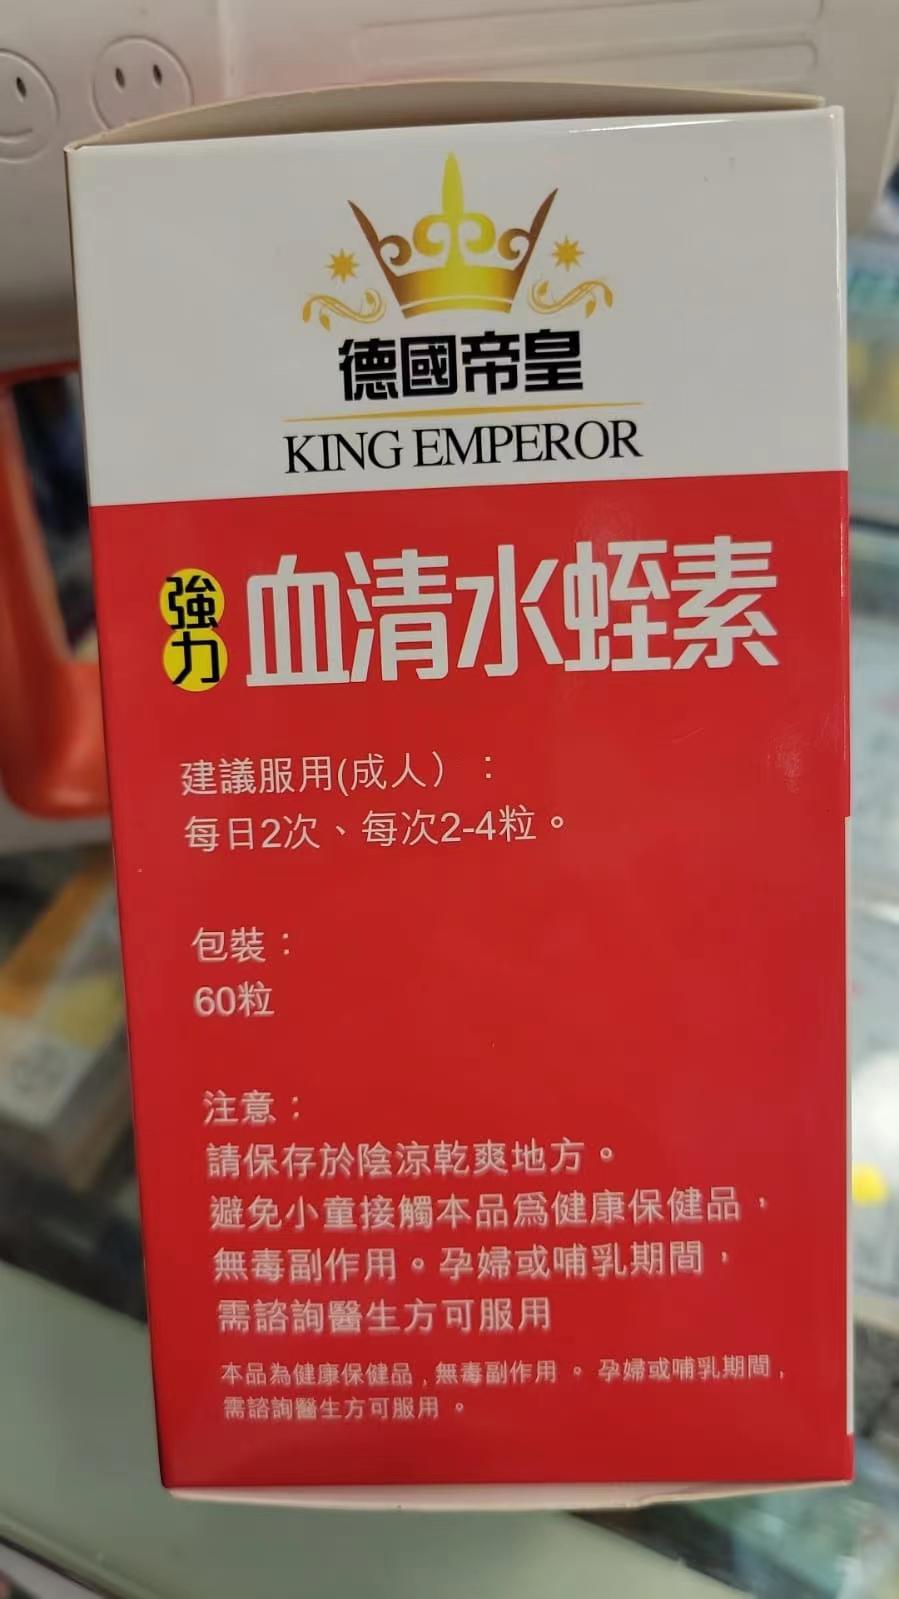 德國帝皇
KING EMPEROR
強力 血清水蛭素
建議服用(成人）：
每日2次、每次2-4粒。
包裝：
60粒
注意：
請保存於陰涼乾爽地方。
避免小童接觸本品爲健康保健品，
無毒副作用。孕婦或哺乳期間，
需諮詢醫生方可服用
本品為健康保健品，無毒副作用。孕婦或哺乳期間，
需諮詢醫生方可服用。